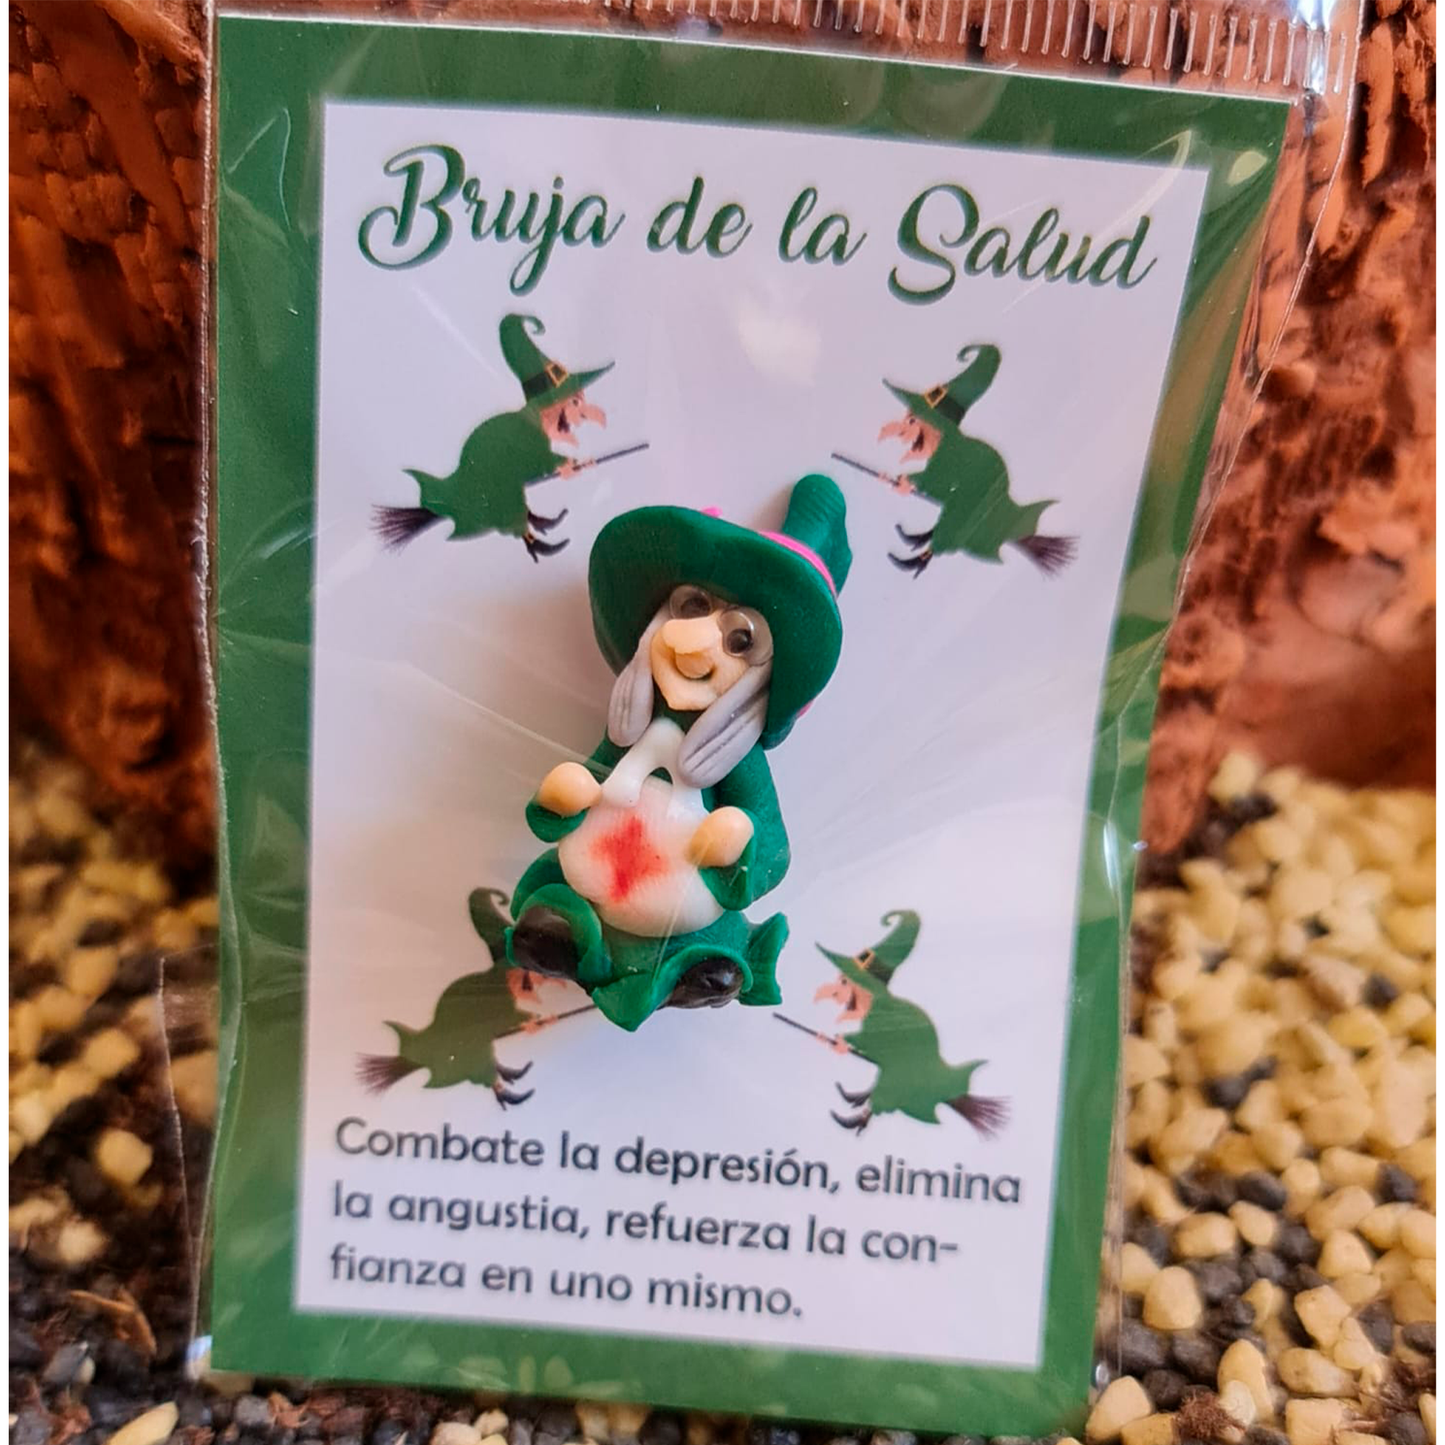 Bruja de la Salud
Combate la depresión, elimina
la angustia, refuerza la con-
fianza en uno mismo.